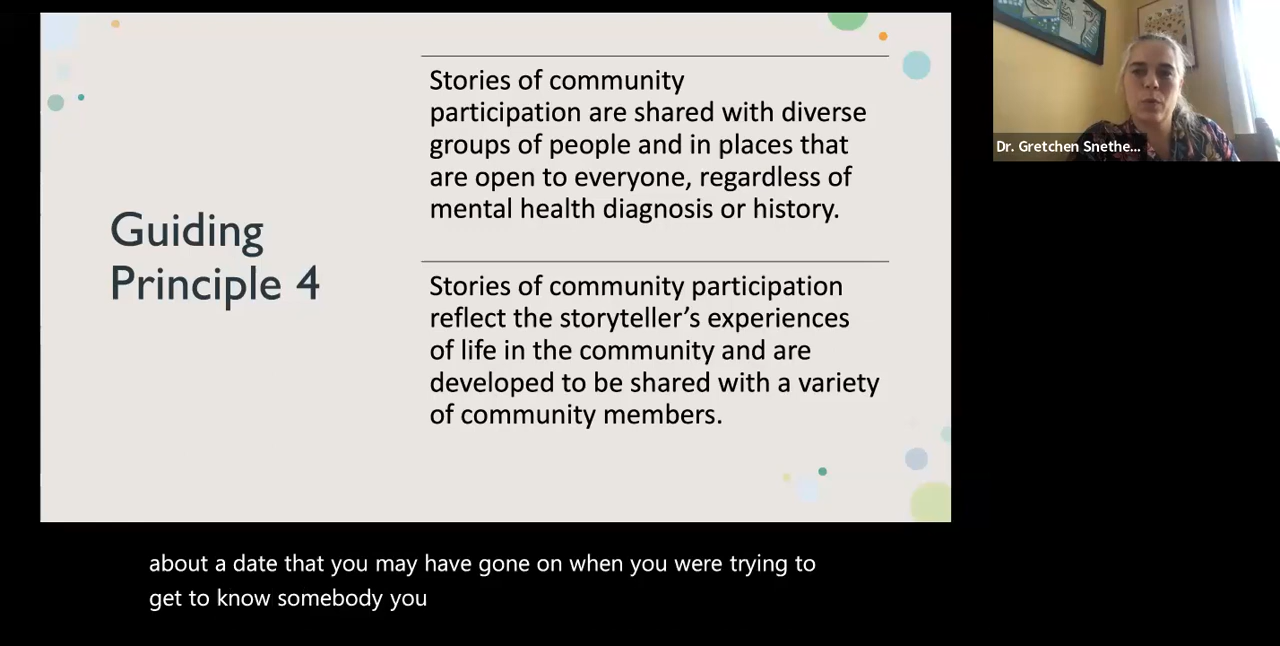 Guiding
Principle 4
Stories of community
participation are shared with diverse
groups of people and in places that
are open to everyone, regardless of
mental health diagnosis or history.
Stories of community participation
reflect the storyteller’s experiences
of life in the community and are
developed to be shared with a variety
of community members.
Dr. Gretchen Snethe...
about a date that you may have gone on when you were trying to
get to know somebody you